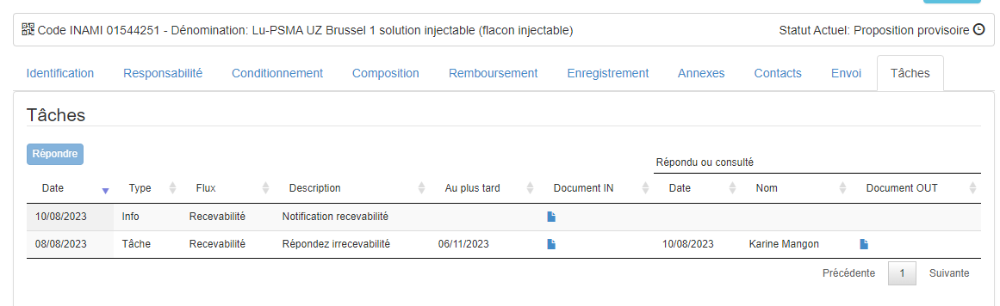 Code INAMI 01544251 - Dénomination: Lu-PSMA UZ Brussel 1 solution injectable (flacon injectable) Statut Actuel: Proposition provisoire
Identification Responsabilité Conditionnement Composition Remboursement Enregistrement Annexes Contacts Envoi Tâches
Tâches
Répondre
Répondu ou consulté
Date Type Flux Description Au plus tard Document IN Date Nom Document OUT
10/08/2023 Info Recevabilité Notification recevabilité
08/08/2023 Tâche Recevabilité Répondez irrecevabilité 06/11/2023 10/08/2023 Karine Mangon
Précédente 1 Suivante